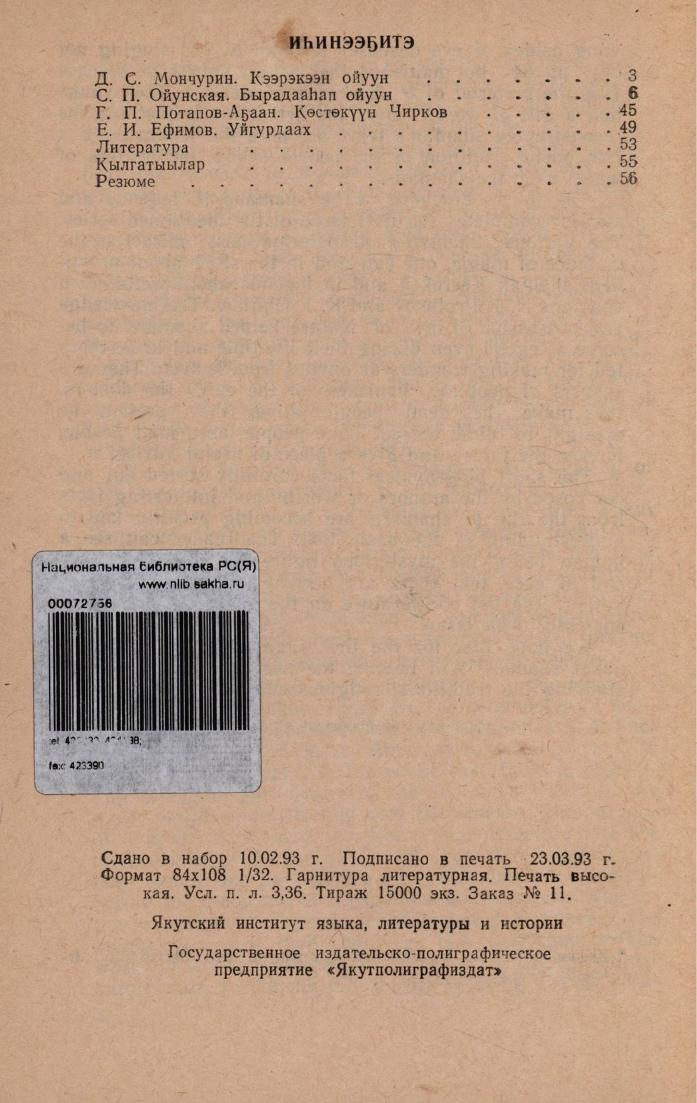 ИҺИНЭЭҔИТЭ
Д. С. Мончурин. Кээрэкээн ойуун . . . . . . . 3
С. П. Ойунская. Бырадааһап ойуун . . . . . . . 6
Г. П. Потапов-Аҕаан. Көстөкүүн Чирков . . . . . 45
Е. И. Ефимов. Уйгурдаах . . . . . . . . . . 49
Литература . . . . . . . . . . . . . 53
Кылгатыылар . . . . . . . . . . . . 55
Резюме . . . . . . . . . . . . . . 56
Национальная библиотека РС(Я)
www.nlib.sakha.ru
00072756
fax: 423390
Сдано в набор 10.02.93 г. Подписано в печать 23.03.93 г.
Формат 84х108 1/32. Гарнитура литературная. Печать высо-
кая. Усл. п. л. 3,36. Тираж 15000 экз. Заказ № 11.
Якутский институт языка, литературы и истории
Государственное издательско-полиграфическое
предприятие «Якутполиграфиздат»